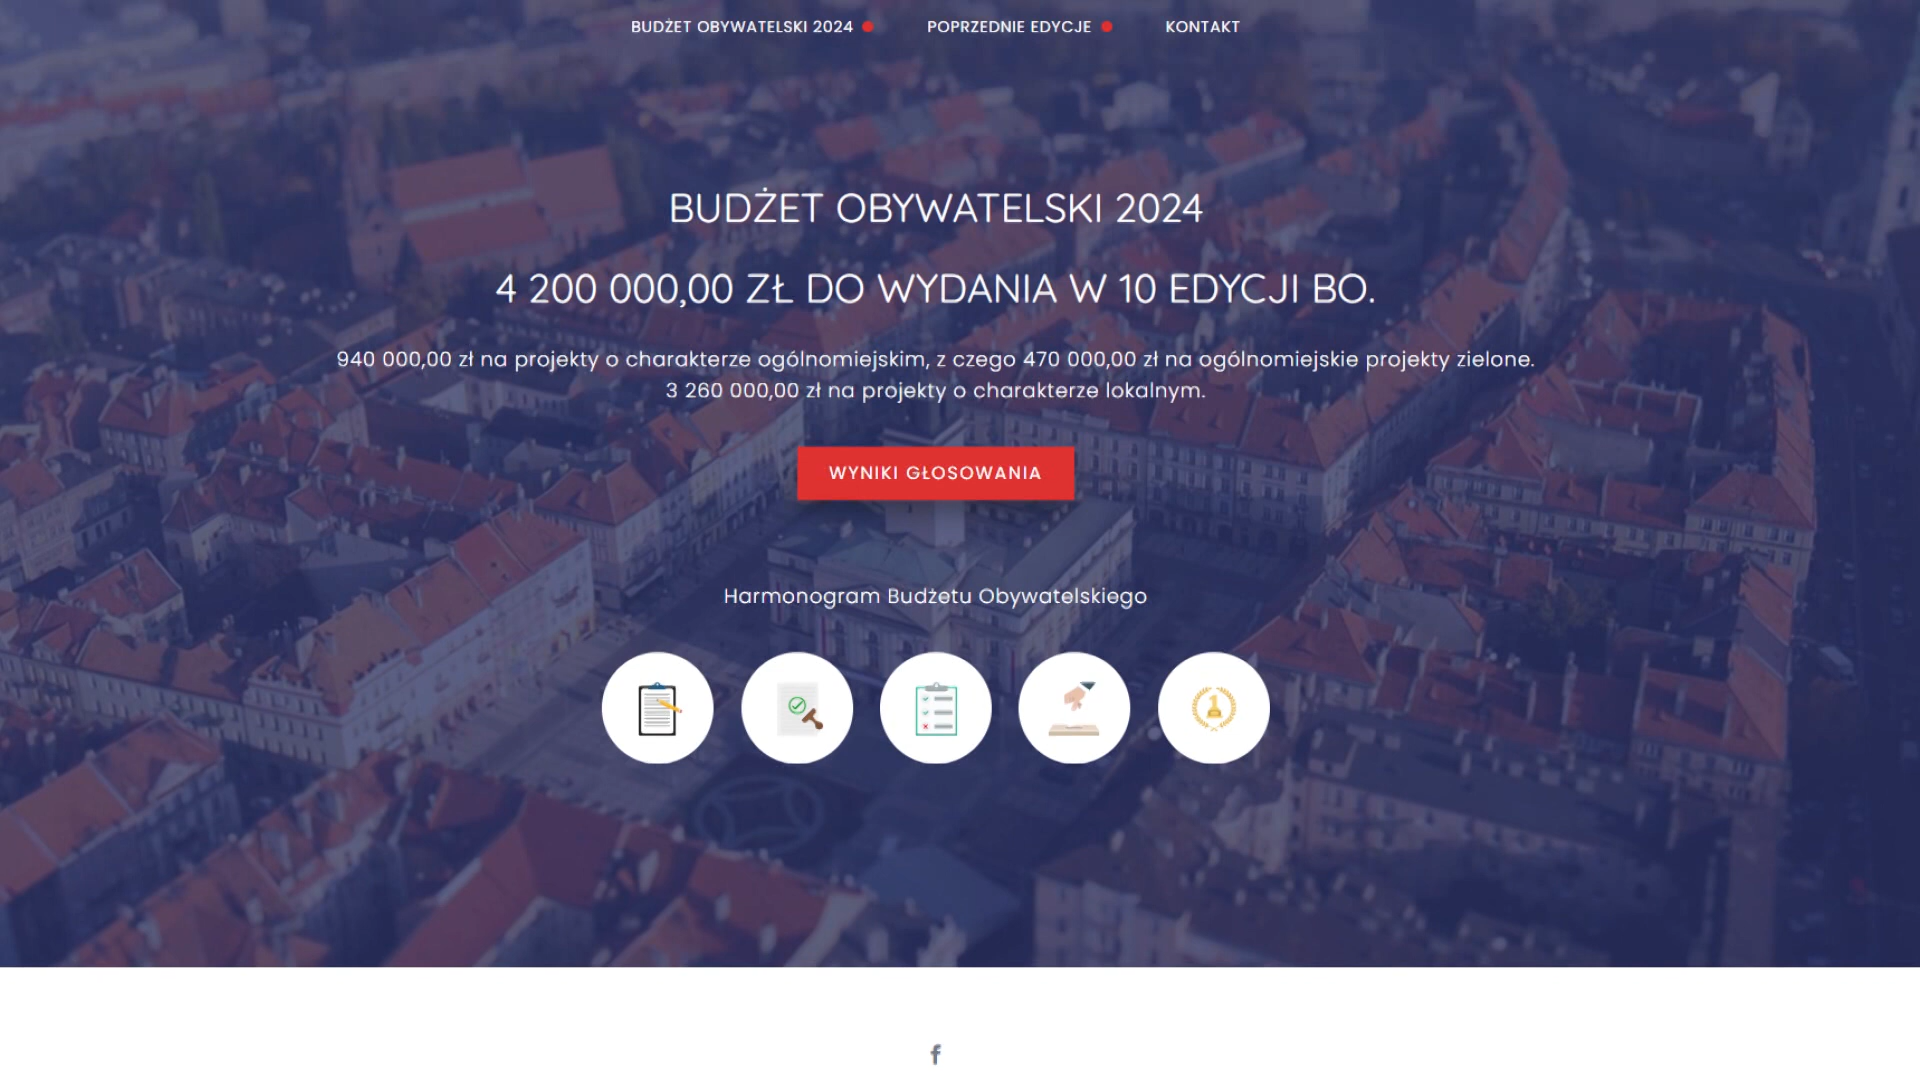 BUDŻET OBYWATELSKI 2024
POPRZEDNIE EDYCJE
KONTAKT
BUDŻET OBYWATELSKI 2024
4 200 000,00 ZŁ DO WYDANIA W 10 EDYCJI BO.
940 000,00 zł na projekty o charakterze ogólnomiejskim, z czego 470 000,00 zł na ogólnomiejskie projekty zielone.
3 260 000,00 zł na projekty o charakterze lokalnym.
WYNIKI GŁOSOWANIA
Harmonogram Budżetu Obywatelskiego
1
f